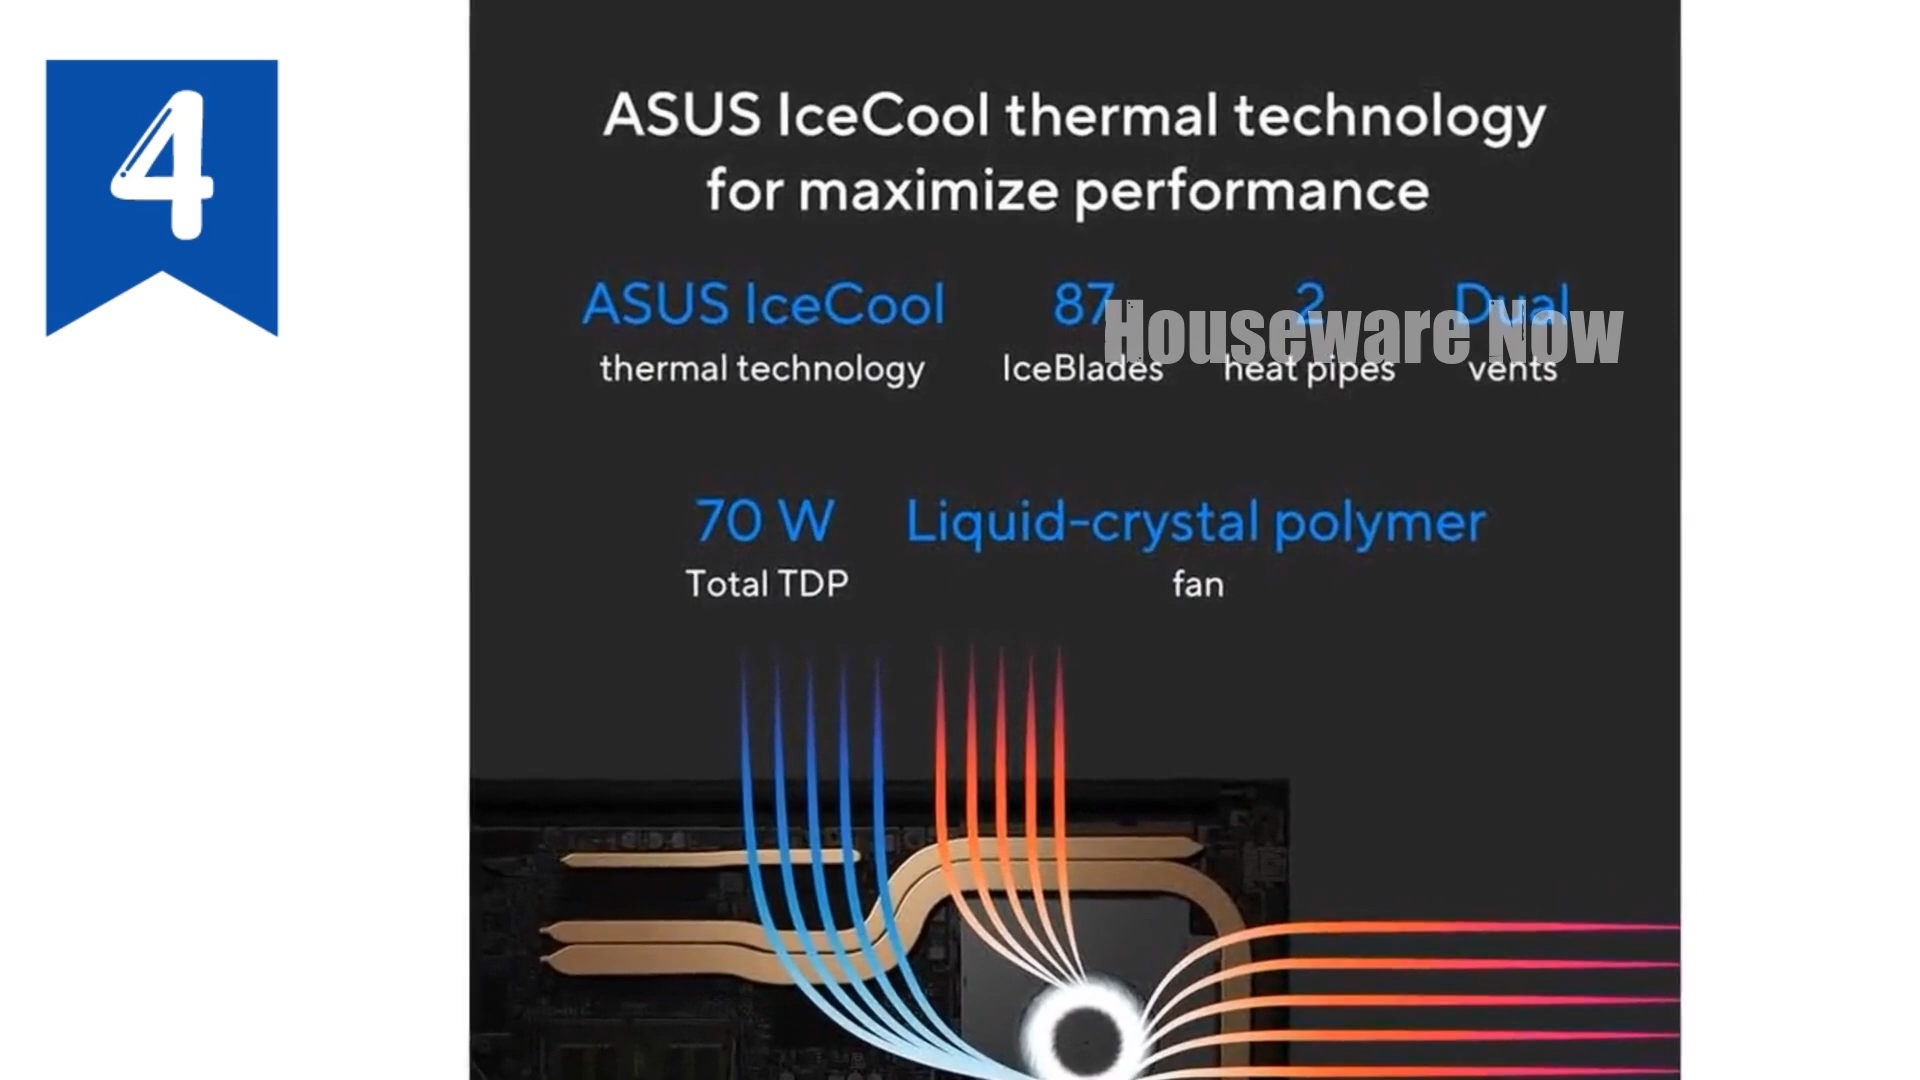 4
ASUS IceCool thermal technology
for maximize performance
ASUS IceCool 87 2 Dual
thermal technology IceBlades heat pipes vents
Houseware Now
70 W Liquid-crystal polymer
Total TDP fan